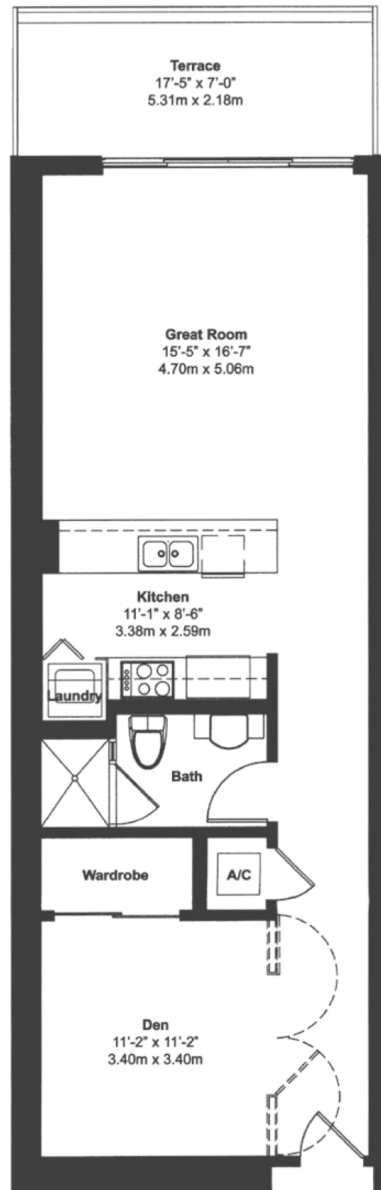 Terrace
17'-5" x 7'-0"
5.31m x 2.18m
Great Room
15'-5" x 16'-7"
4.70m x 5.06m
Kitchen
11'-1" x 8'-6"
3.38m x 2.59m
Laundry
Bath
Wardrobe
A/C
Den
11'-2" x 11'-2"
3.40m x 3.40m